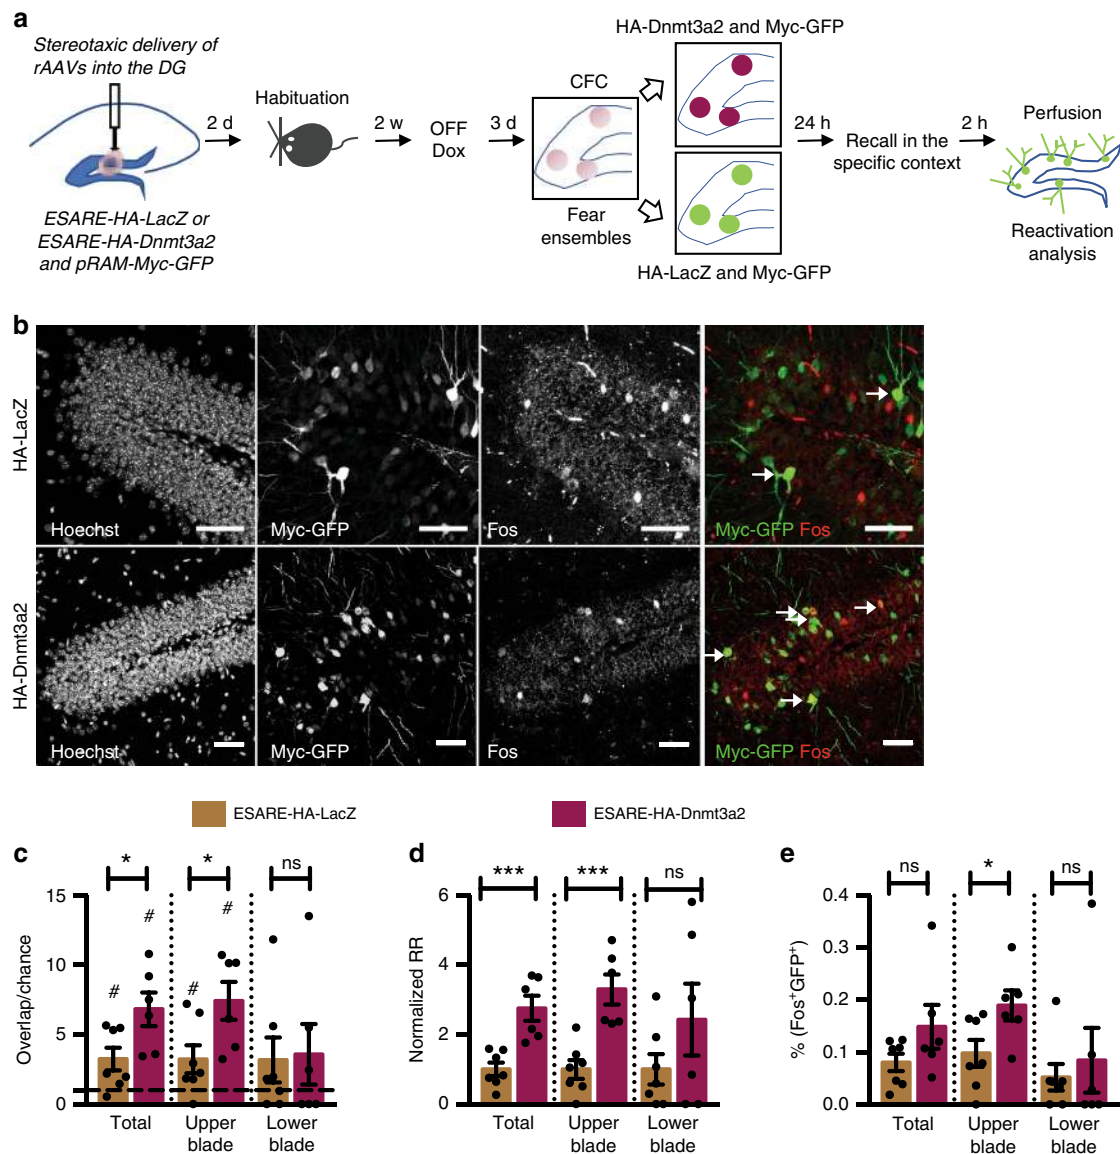 a
Stereotaxic delivery of
rAAVs into the DG
ESARE-HA-LacZ or
ESARE-HA-Dnmt3a2
and pRAM-Myc-GFP
2 d
Habituation
2 w
OFF
Dox
3 d
CFC
Fear
ensembles
HA-Dnmt3a2 and Myc-GFP
HA-LacZ and Myc-GFP
24 h
Recall in the
specific context
2 h
Perfusion
Reactivation
analysis
b
HA-LacZ
Hoechst
Myc-GFP
Fos
Myc-GFP Fos
HA-Dnmt3a2
Hoechst
Myc-GFP
Fos
Myc-GFP Fos
ESARE-HA-LacZ
ESARE-HA-Dnmt3a2
c
Overlap/chance
15
10
5
0
* * ns
# # # #
Total
Upper
blade
Lower
blade
d
Normalized RR
6
4
2
0
*** *** ns
Total
Upper
blade
Lower
blade
e
% (Fos+GFP+)
0.4
0.3
0.2
0.1
0.0
ns * ns
Total
Upper
blade
Lower
blade